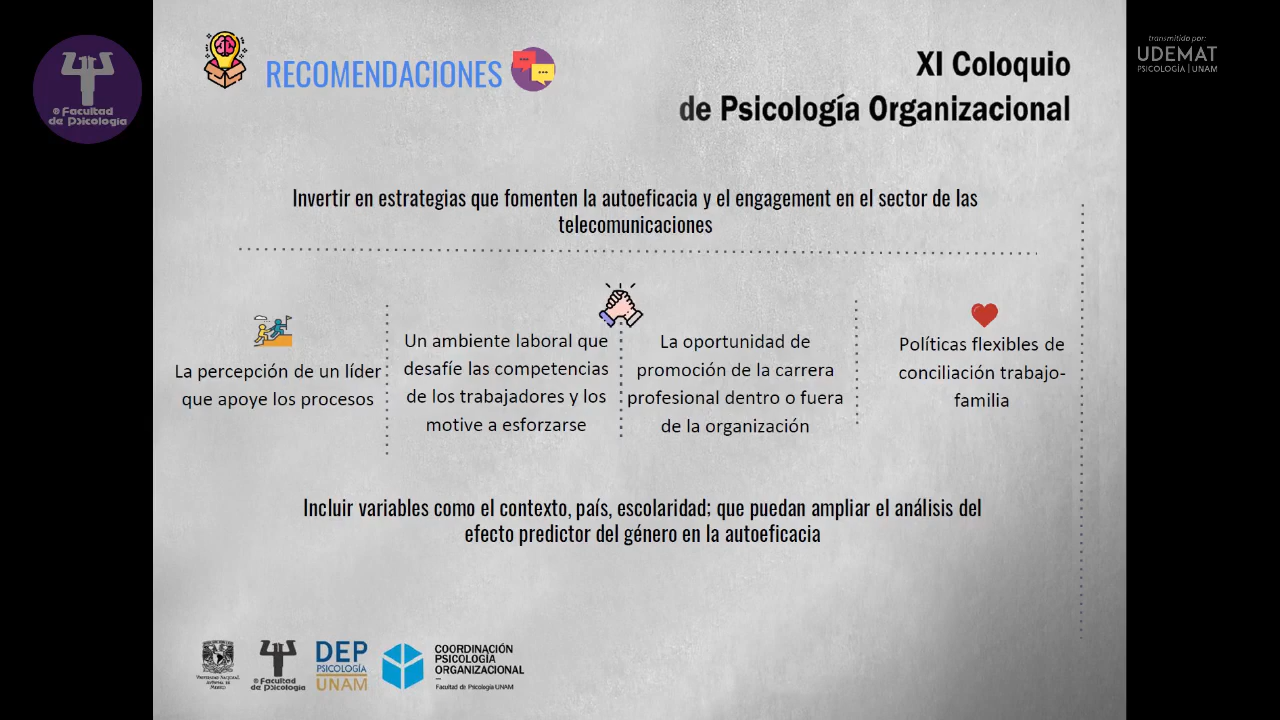 ® Facultad
de Psicología
RECOMENDACIONES
XI Coloquio
de Psicología Organizacional
transmitido por:
UDEMAT
PSICOLOGÍA | UNAM
Invertir en estrategias que fomenten la autoeficacia y el engagement en el sector de las
telecomunicaciones
La percepción de un líder
que apoye los procesos
Un ambiente laboral que
desafíe las competencias
de los trabajadores y los
motive a esforzarse
La oportunidad de
promoción de la carrera
profesional dentro o fuera
de la organización
Políticas flexibles de
conciliación trabajo-
familia
Incluir variables como el contexto, país, escolaridad; que puedan ampliar el análisis del
efecto predictor del género en la autoeficacia
Universidad Nacional
Autónoma de
México
® Facultad
de Psicología
DEP
PSICOLOGÍA
UNAM
COORDINACIÓN
PSICOLOGÍA
ORGANIZACIONAL
Facultad de Psicología UNAM